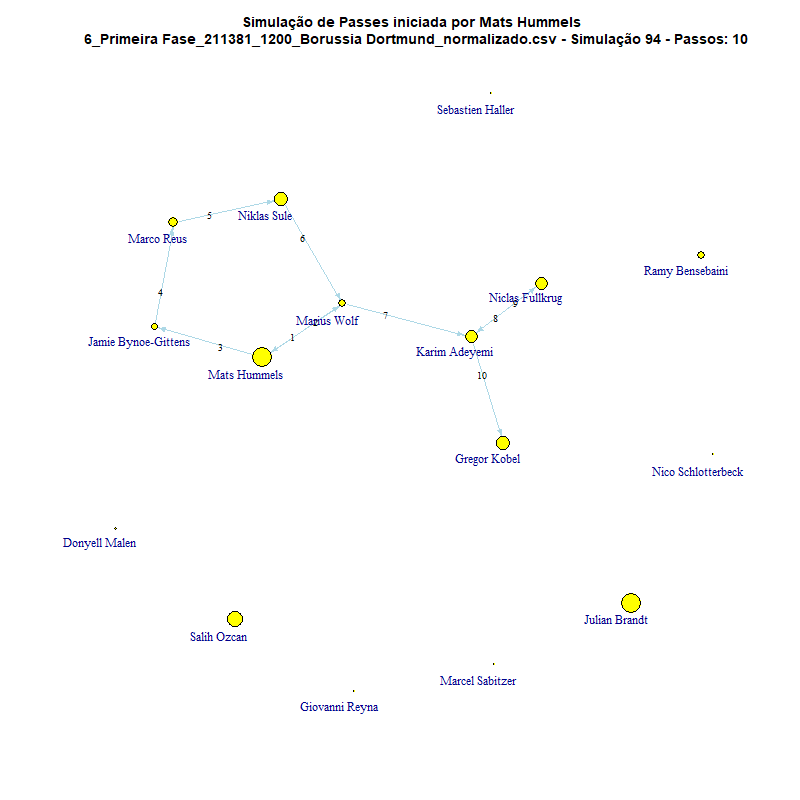 Simulação de Passes iniciada por Mats Hummels
6_Primeira Fase_211381_1200_Borussia Dortmund_normalizado.csv - Simulação 94 - Passos: 10
Sebastien Haller
5
Niklas Sule
Marco Reus
6
Ramy Bensebaini
4
Niclas Fullkrug
9
Marius Wolf
7
8
2
1
Jamie Bynoe-Gittens
3
Karim Adeyemi
Mats Hummels
10
Gregor Kobel
Nico Schlotterbeck
Donyell Malen
Julian Brandt
Salih Ozcan
Marcel Sabitzer
Giovanni Reyna